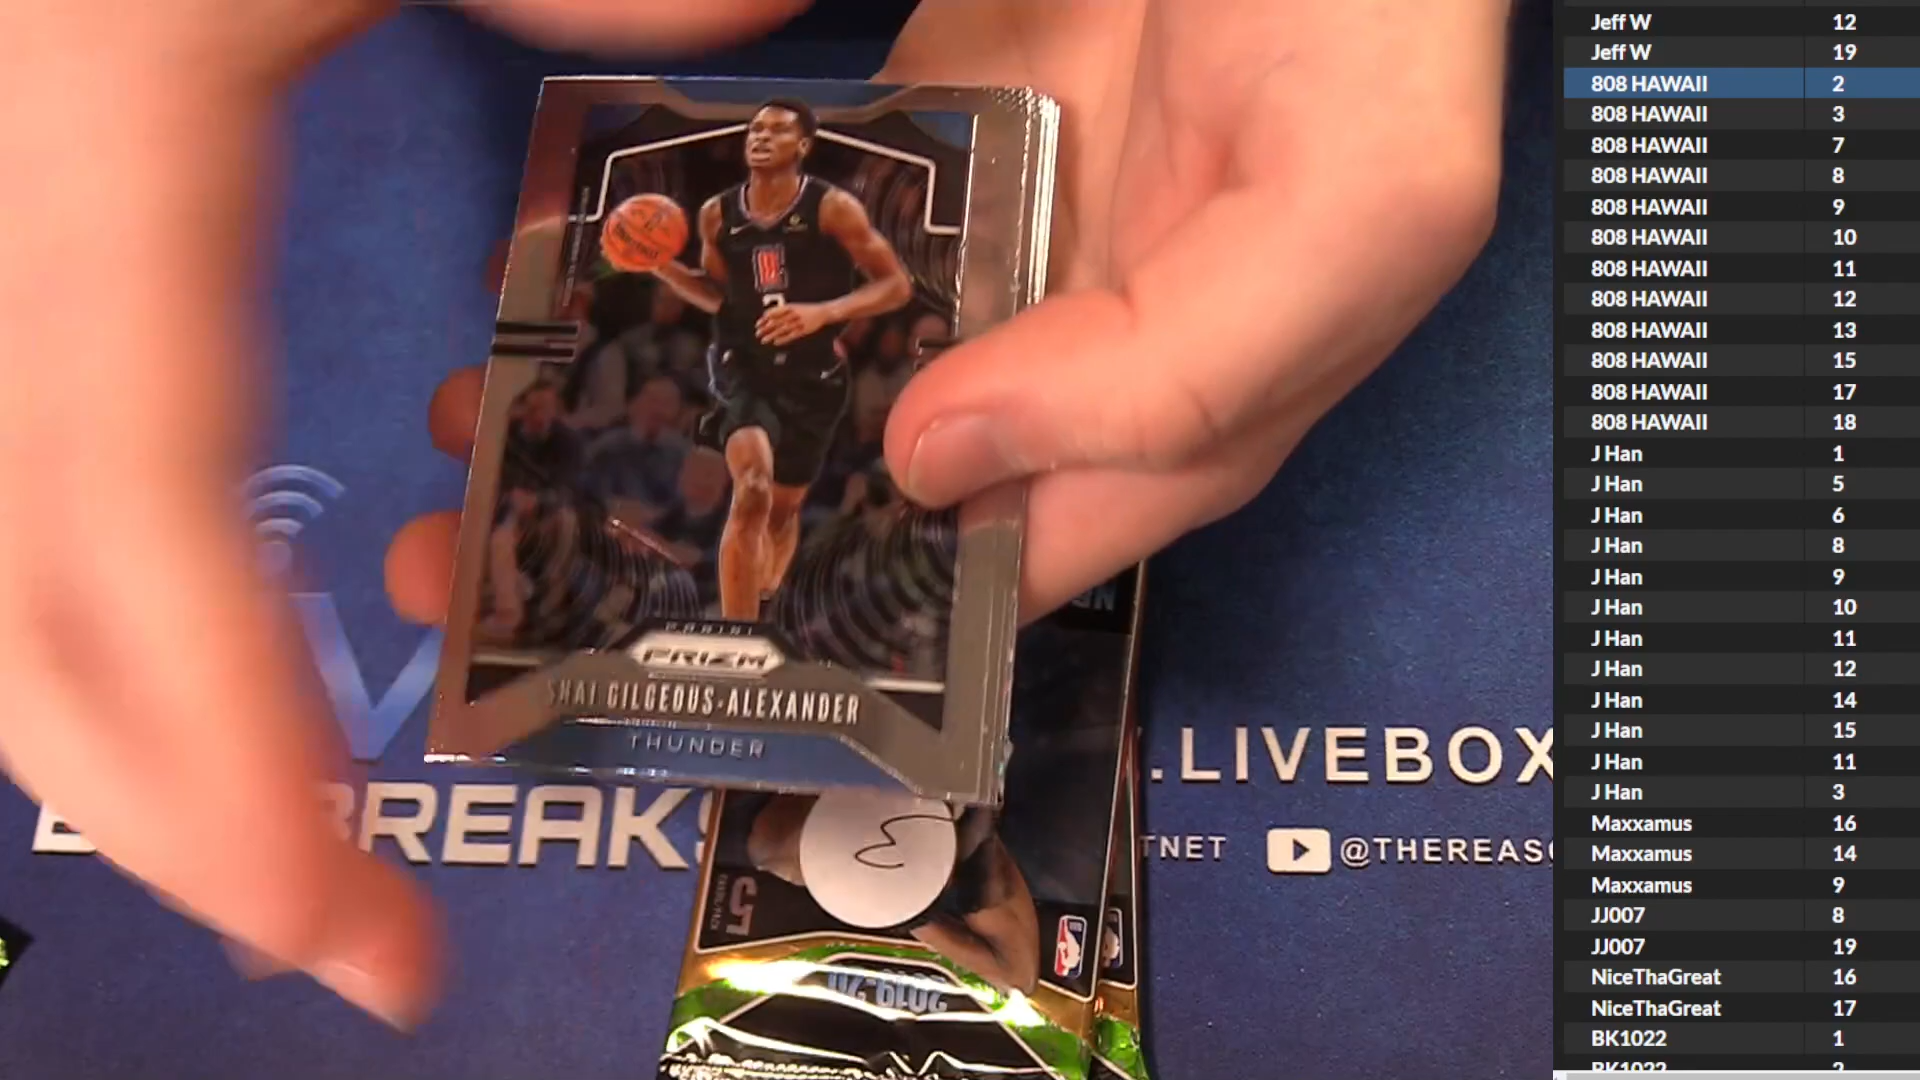 PANINI
PRIZM
SHAI GILGEOUS-ALEXANDER
THUNDER
BREAKS
.LIVEBOX
TNET
@THEREAS
5
2019-20
Jeff W 12
Jeff W 19
808 HAWAII 2
808 HAWAII 3
808 HAWAII 7
808 HAWAII 8
808 HAWAII 9
808 HAWAII 10
808 HAWAII 11
808 HAWAII 12
808 HAWAII 13
808 HAWAII 15
808 HAWAII 17
808 HAWAII 18
J Han 1
J Han 5
J Han 6
J Han 8
J Han 9
J Han 10
J Han 11
J Han 12
J Han 14
J Han 15
J Han 11
J Han 3
Maxxamus 16
Maxxamus 14
Maxxamus 9
JJ007 8
JJ007 19
NiceThaGreat 16
NiceThaGreat 17
BK1022 1
BK1022 2